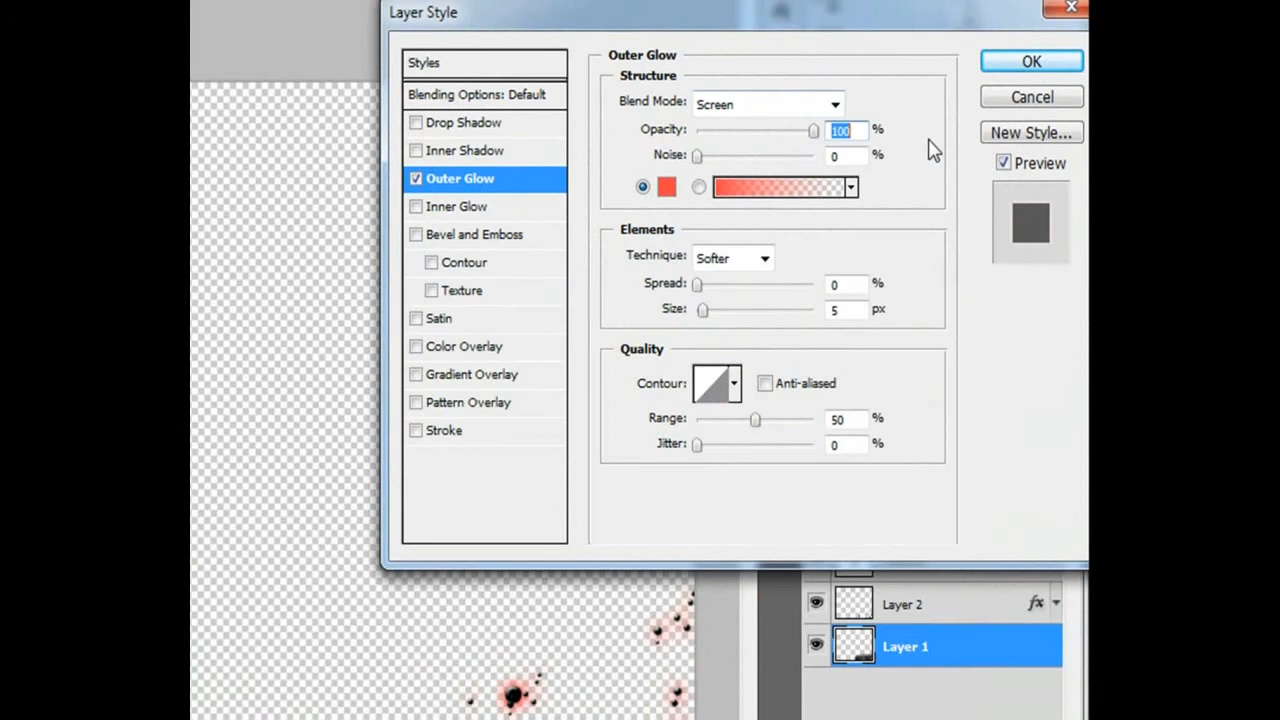 Layer Style
Styles
Blending Options: Default
Drop Shadow
Inner Shadow
Outer Glow
Inner Glow
Bevel and Emboss
Contour
Texture
Satin
Color Overlay
Gradient Overlay
Pattern Overlay
Stroke
Outer Glow
Structure
Blend Mode: Screen
Opacity: 100 %
Noise: 0 %
Elements
Technique: Softer
Spread: 0 %
Size: 5 px
Quality
Contour: Anti-aliased
Range: 50 %
Jitter: 0 %
OK
Cancel
New Style...
Preview
Layer 2 fx
Layer 1